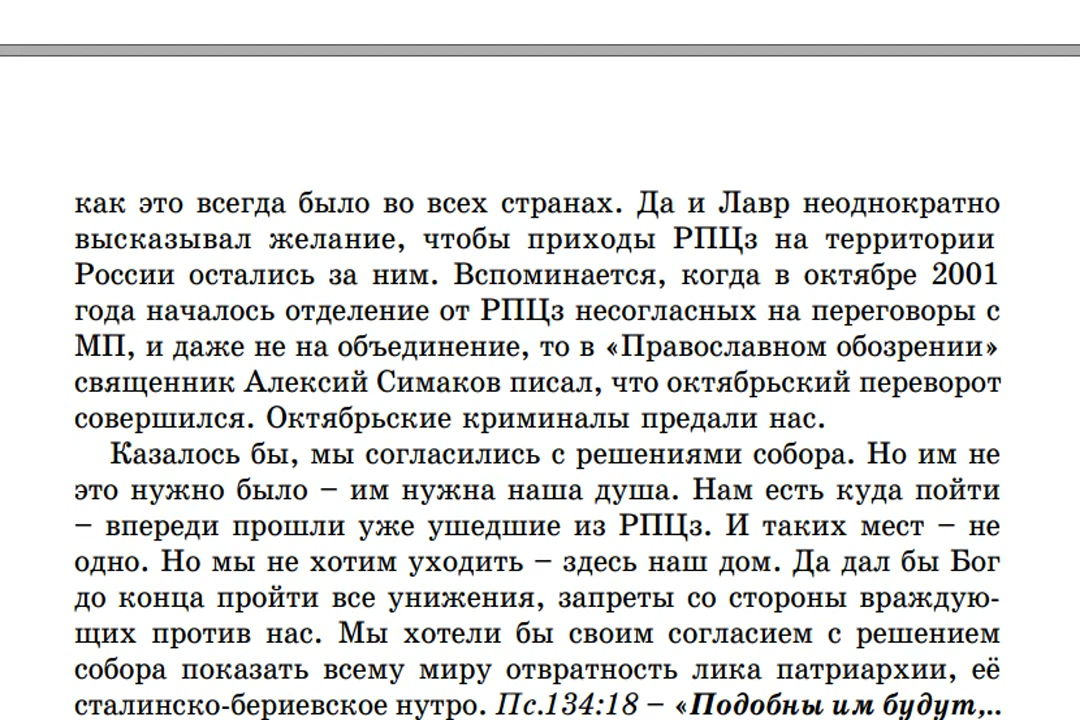 как это всегда было во всех странах. Да и Лавр неоднократно
высказывал желание, чтобы приходы РПЦз на территории
России остались за ним. Вспоминается, когда в октябре 2001
года началось отделение от РПЦз несогласных на переговоры с
МП, и даже не на объединение, то в «Православном обозрении»
священник Алексий Симаков писал, что октябрьский переворот
совершился. Октябрьские криминалы предали нас.
Казалось бы, мы согласились с решениями собора. Но им не
это нужно было – им нужна наша душа. Нам есть куда пойти
– впереди прошли уже ушедшие из РПЦз. И таких мест – не
одно. Но мы не хотим уходить – здесь наш дом. Да дал бы Бог
до конца пройти все унижения, запреты со стороны враждую-
щих против нас. Мы хотели бы своим согласием с решением
собора показать всему миру отвратность лика патриархии, её
сталинско-бериевское нутро. Пс.134:18 – «Подобны им будут,..